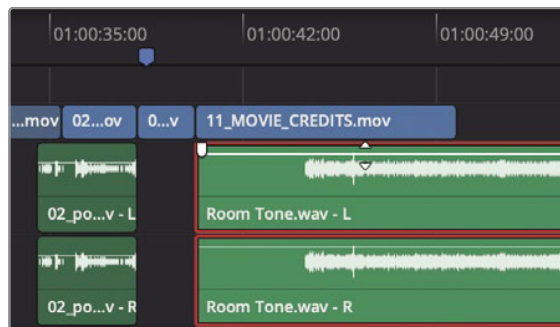 01:00:35:00 01:00:42:00 01:00:49:00
...mov 02...ov 0...v 11_MOVIE_CREDITS.mov
02_po...v - L Room Tone.wav - L
02_po...v - R Room Tone.wav - R